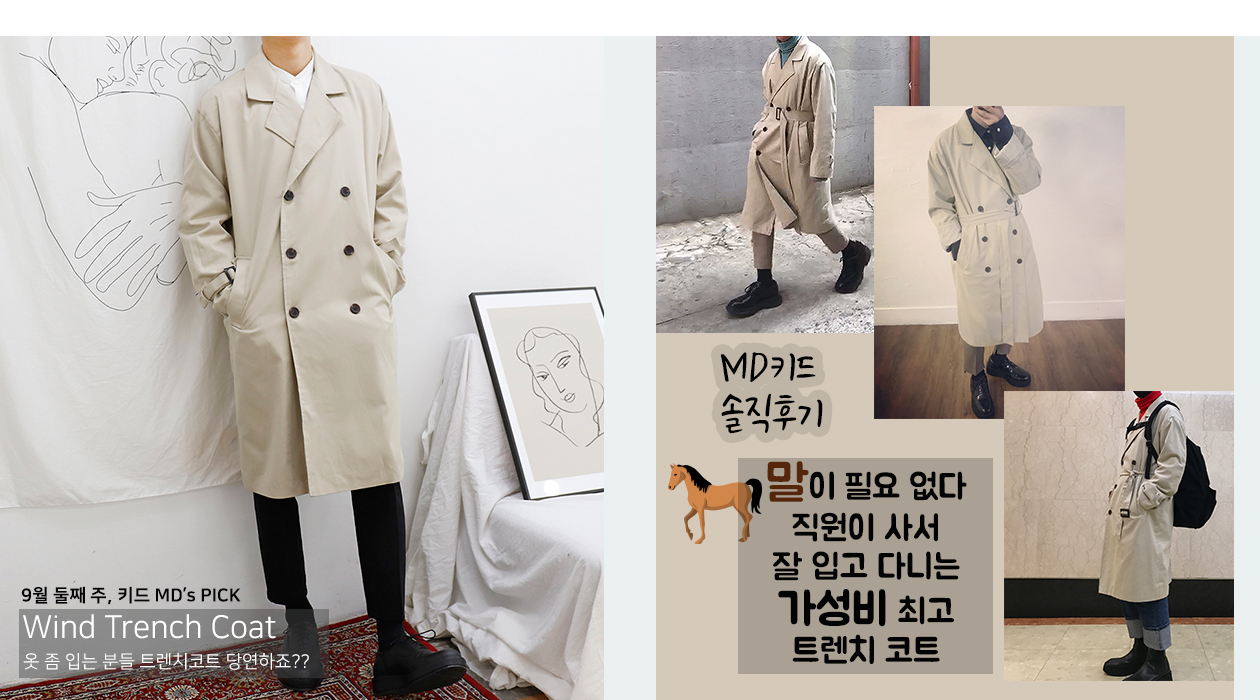 9월 둘째 주, 키드 MD's PICK
Wind Trench Coat
옷 좀 입는 분들 트렌치코트 당연하죠??
MD키드
솔직후기
말이 필요 없다
직원이 사서
잘 입고 다니는
가성비 최고
트렌치 코트